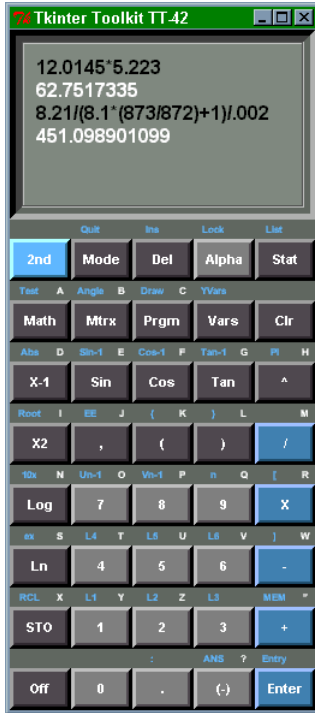 Tkinter Toolkit TT-42
12.0145*5.223
62.7517335
8.21/(8.1*(873/872)+1)/.002
451.098901099
Quit Ins Lock List
2nd Mode Del Alpha Stat
Test A Angle B Draw C YVars
Math Mtrx Prgm Vars Clr
Abs D Sin-1 E Cos-1 F Tan-1 G PI H
X-1 Sin Cos Tan ^
Root I EE J { K } L M
X2 , ( ) /
10x N Un-1 O Vn-1 P n Q [ R
Log 7 8 9 X
ex S L4 T L5 U L6 V ] W
Ln 4 5 6 -
RCL X L1 Y L2 Z L3 MEM "
STO 1 2 3 +
: ANS ? Entry
Off 0 . (-) Enter